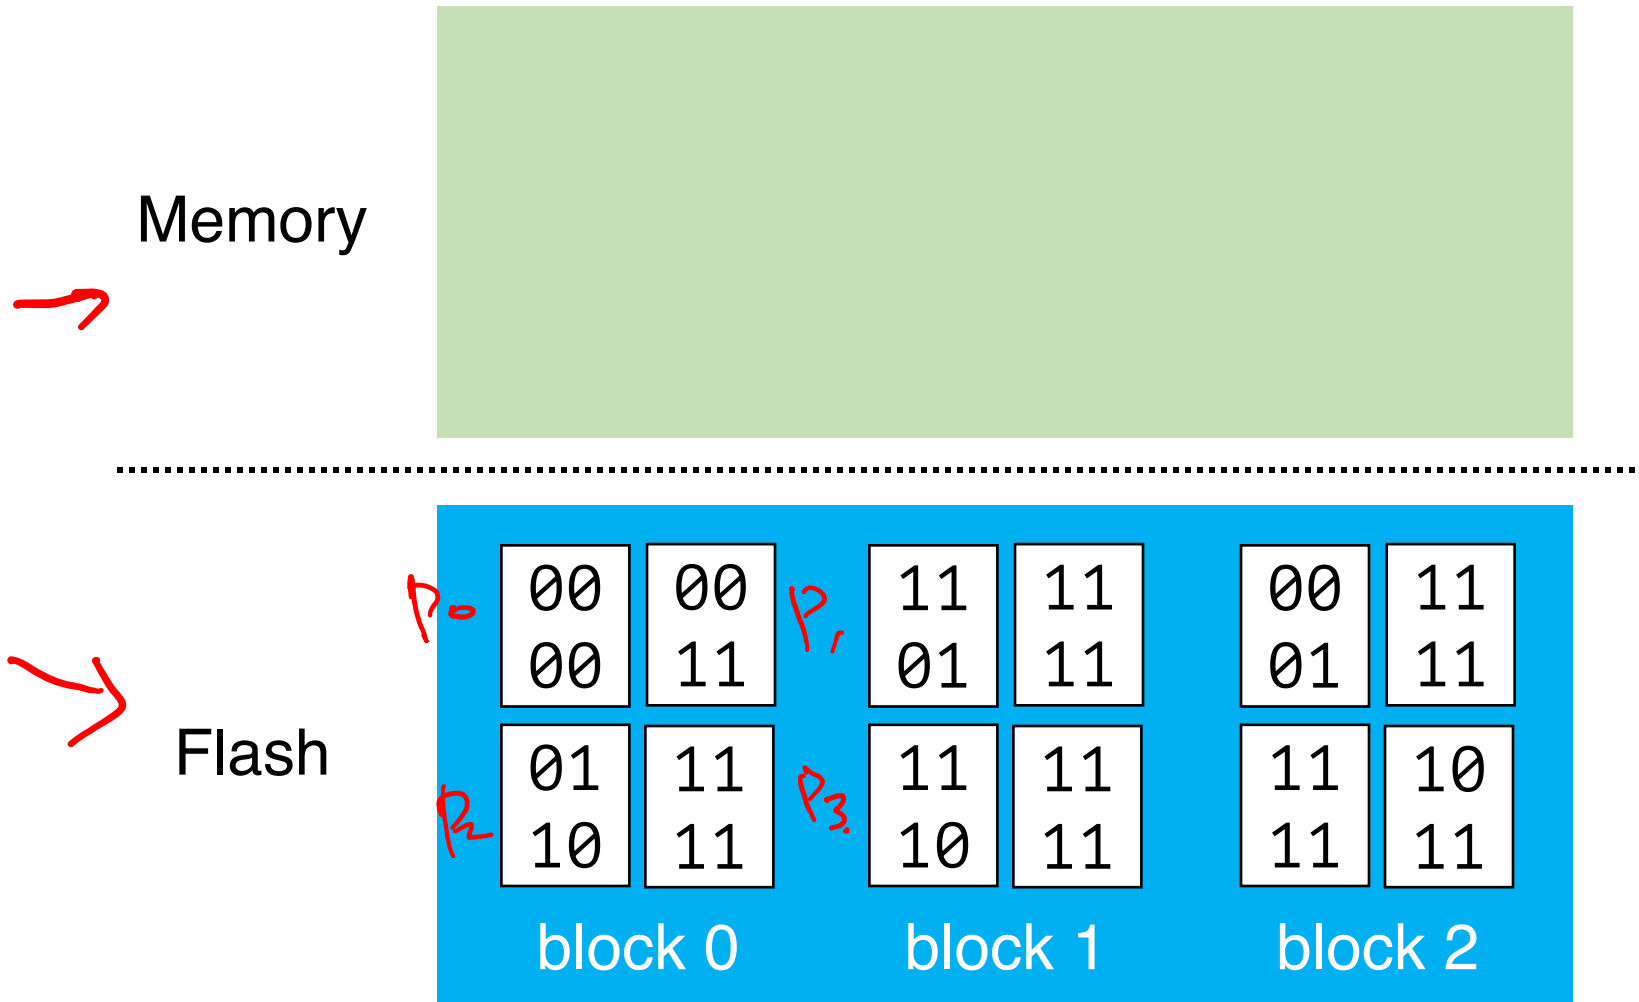 Memory
00 00 11 11 00 11
P0 P1
00 11 01 11 01 11
Flash
01 11 11 11 11 10
P2 P3.
10 11 10 11 11 11
block 0 block 1 block 2